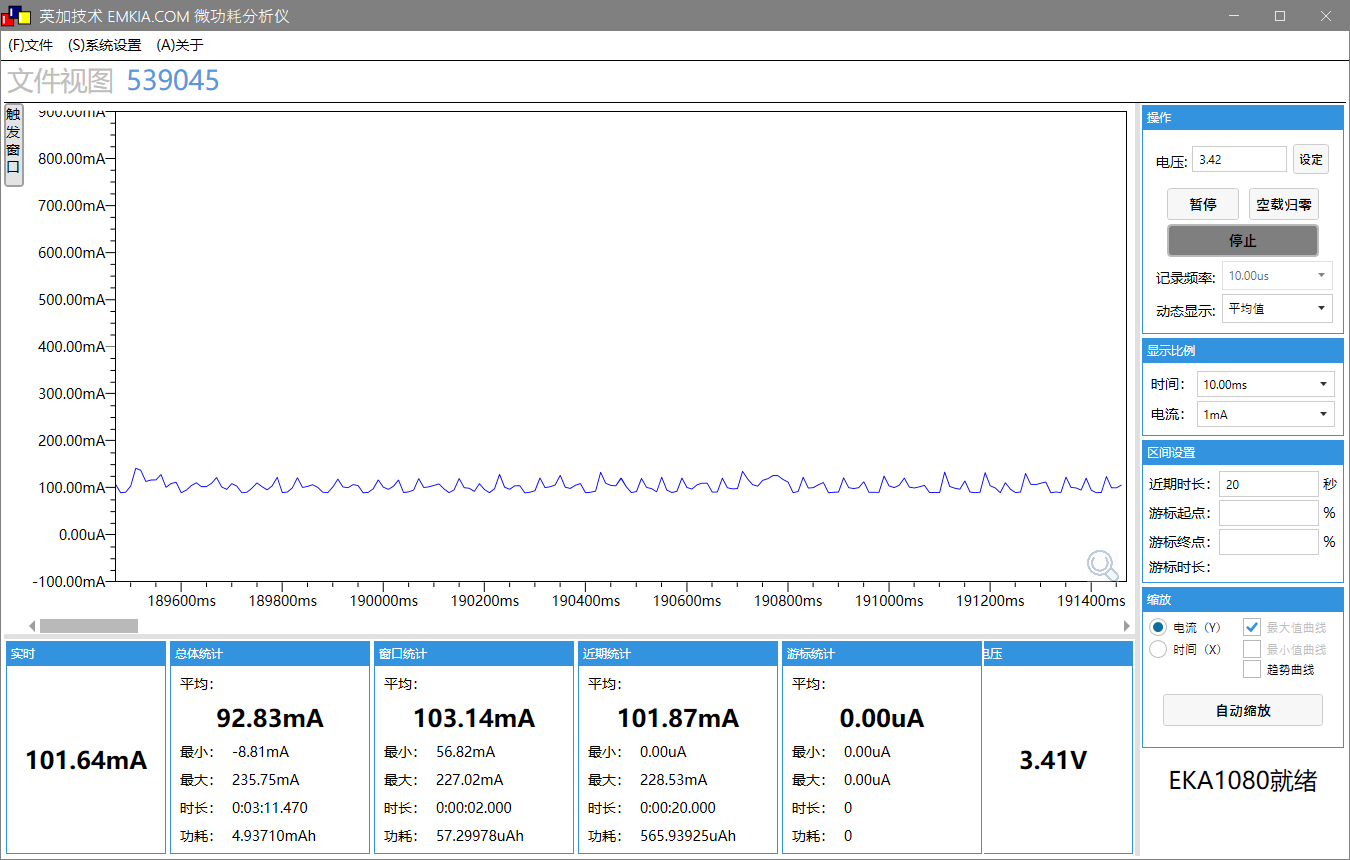 英加技术 EMKIA.COM 微功耗分析仪
(F)文件 (S)系统设置 (A)关于
文件视图 539045
触发窗口
900.00mA
800.00mA
700.00mA
600.00mA
500.00mA
400.00mA
300.00mA
200.00mA
100.00mA
0.00uA
-100.00mA
189600ms 189800ms 190000ms 190200ms 190400ms 190600ms 190800ms 191000ms 191200ms 191400ms
操作
电压: 3.42 设定
暂停 空载归零
停止
记录频率: 10.00us
动态显示: 平均值
显示比例
时间: 10.00ms
电流: 1mA
区间设置
近期时长: 20 秒
游标起点: %
游标终点: %
游标时长:
缩放
电流 (Y) 最大值曲线
时间 (X) 最小值曲线
趋势曲线
自动缩放
EKA1080就绪
实时
101.64mA
总体统计
平均:
92.83mA
最小: -8.81mA
最大: 235.75mA
时长: 0:03:11.470
功耗: 4.93710mAh
窗口统计
平均:
103.14mA
最小: 56.82mA
最大: 227.02mA
时长: 0:00:02.000
功耗: 57.29978uAh
近期统计
平均:
101.87mA
最小: 0.00uA
最大: 228.53mA
时长: 0:00:20.000
功耗: 565.93925uAh
游标统计
平均:
0.00uA
最小: 0.00uA
最大: 0.00uA
时长: 0
功耗: 0
电压
3.41V